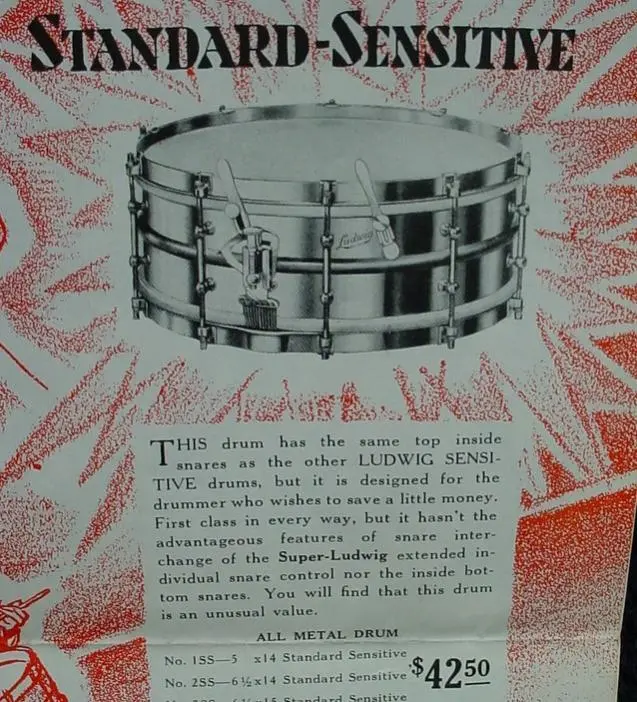 STANDARD-SENSITIVE
Ludwig
THIS drum has the same top inside
snares as the other LUDWIG SENSI-
TIVE drums, but it is designed for the
drummer who wishes to save a little money.
First class in every way, but it hasn't the
advantageous features of snare inter-
change of the Super-Ludwig extended in-
dividual snare control nor the inside bot-
tom snares. You will find that this drum
is an unusual value.
ALL METAL DRUM
No. 1SS—5 x14 Standard Sensitive
No. 2SS—6½x14 Standard Sensitive $42 50
Standard Sensitive